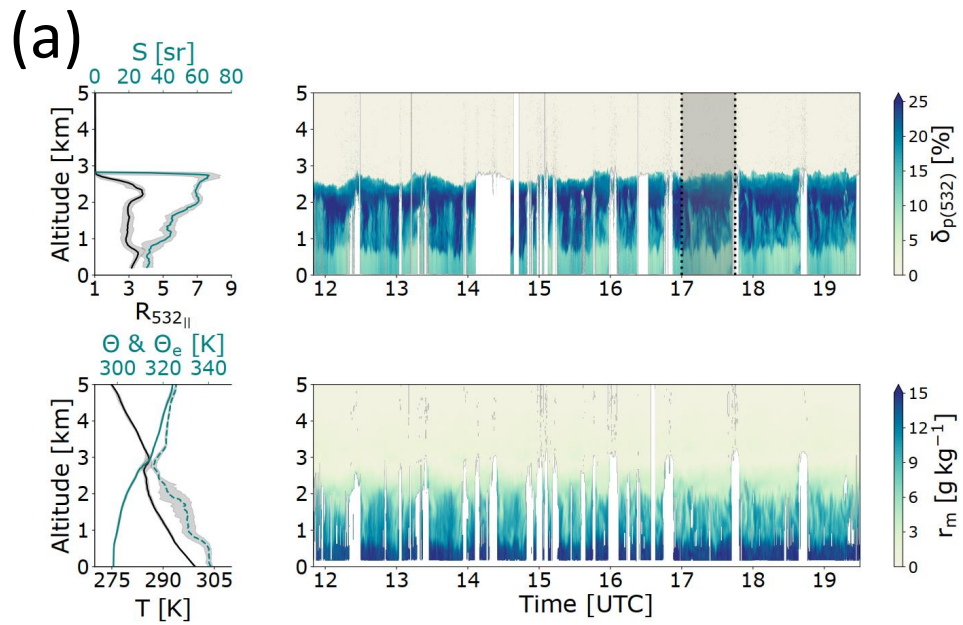 (a)
S [sr]
0 20 40 60 80
5
4
3
2
1
0
Altitude [km]
1 3 5 7 9
R532||
5
4
3
2
1
0
12 13 14 15 16 17 18 19
25
20
15
10
5
0
δp(532) [%]
Θ & Θe [K]
300 320 340
5
4
3
2
1
0
Altitude [km]
275 290 305
T [K]
5
4
3
2
1
0
12 13 14 15 16 17 18 19
Time [UTC]
15
12
9
6
3
0
rm [g kg−1]